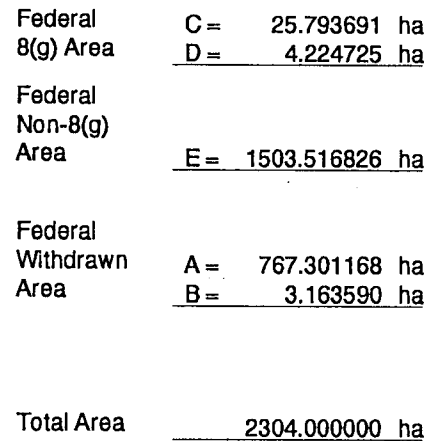 Federal
8(g) Area
C = 25.793691 ha
D = 4.224725 ha
Federal
Non-8(g)
Area
E = 1503.516826 ha
Federal
Withdrawn
Area
A = 767.301168 ha
B = 3.163590 ha
Total Area 2304.000000 ha